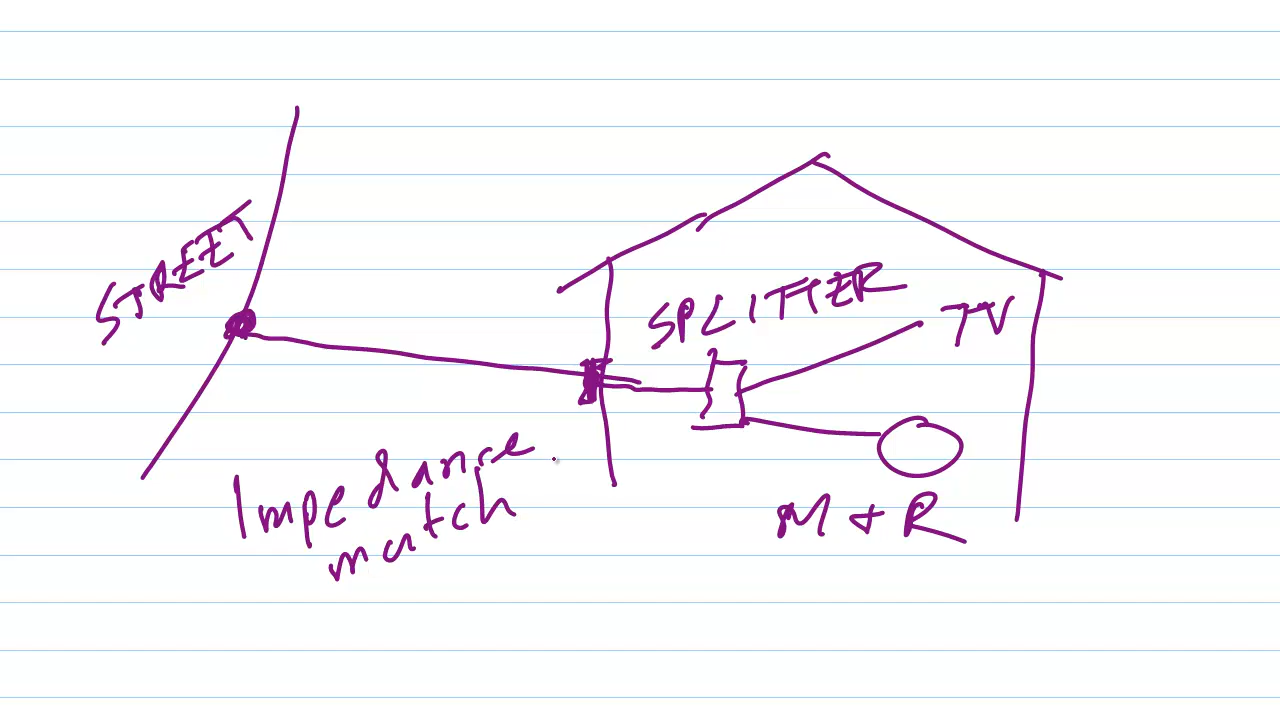 STREET
SPLITTER
TV
Impedance
match
M + R